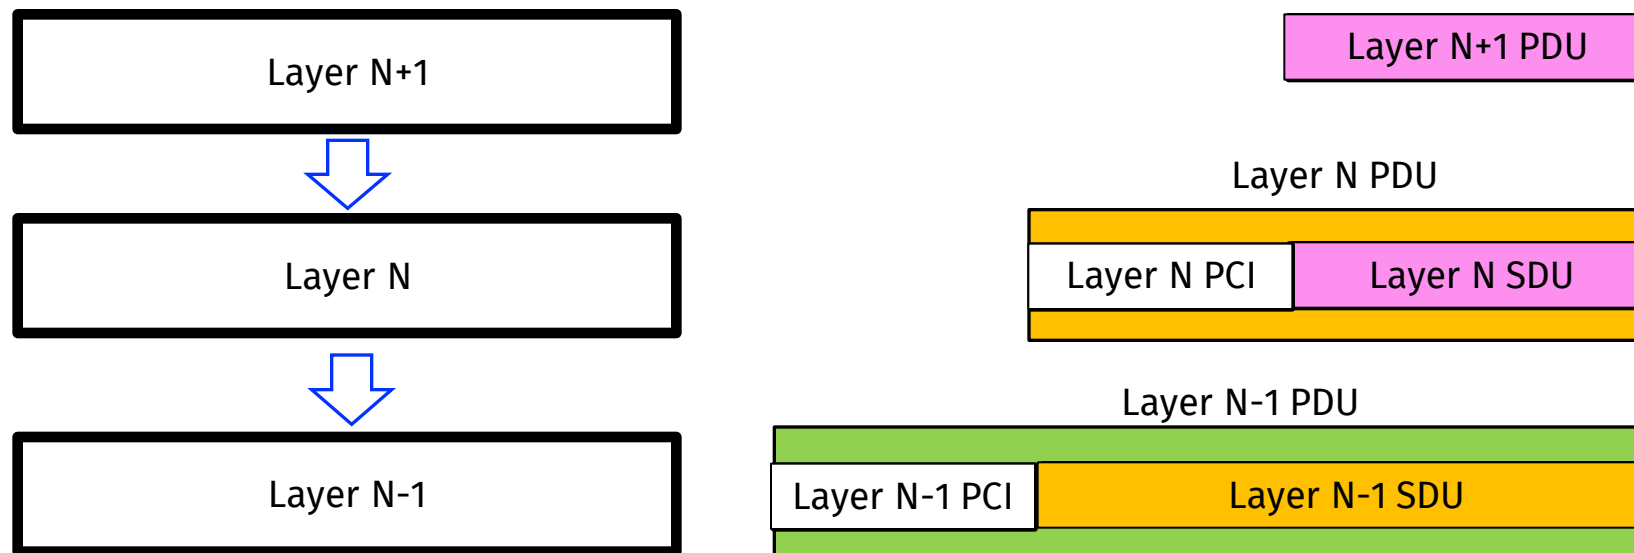 Layer N+1
Layer N+1 PDU
Layer N PDU
Layer N
Layer N PCI
Layer N SDU
Layer N-1 PDU
Layer N-1
Layer N-1 PCI
Layer N-1 SDU